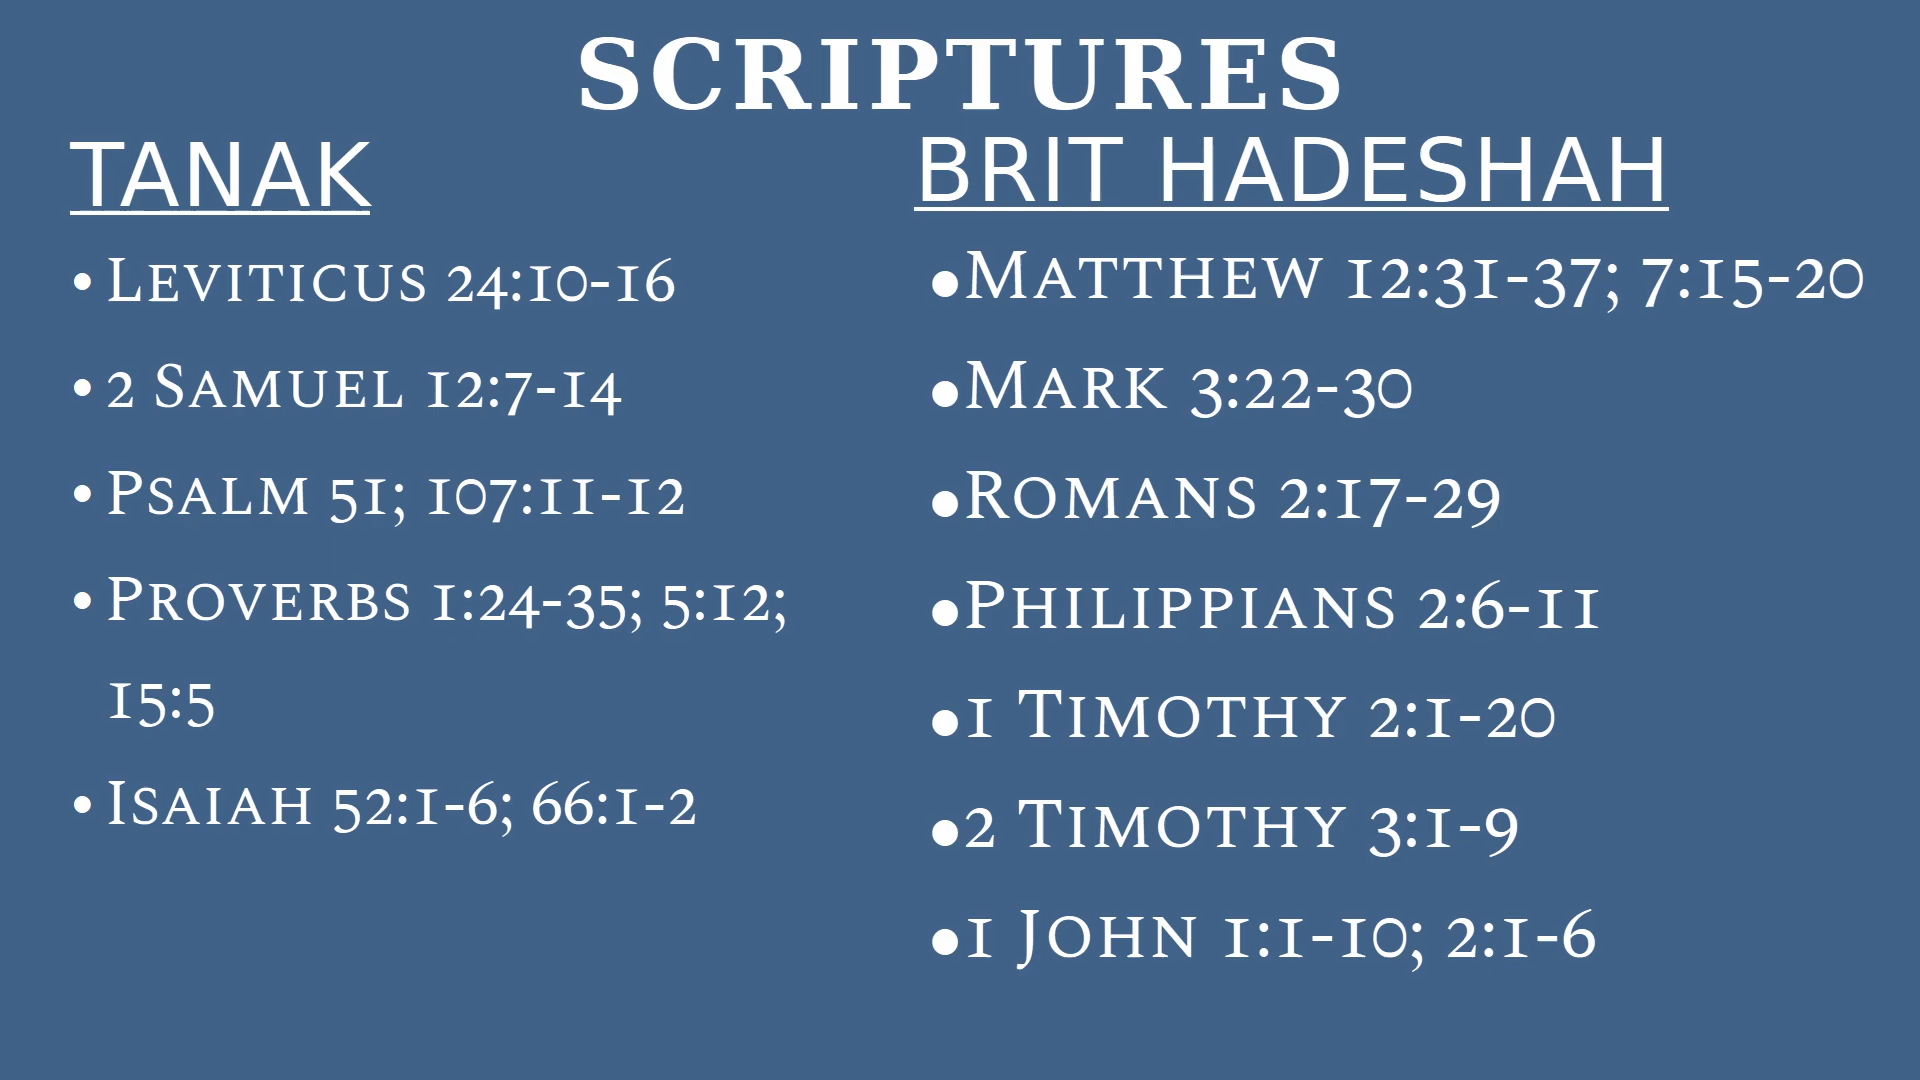 SCRIPTURES
TANAK
• Leviticus 24:10-16
• 2 Samuel 12:7-14
• Psalm 51; 107:11-12
• Proverbs 1:24-35; 5:12;
15:5
• Isaiah 52:1-6; 66:1-2
BRIT HADESHAH
•Matthew 12:31-37; 7:15-20
•Mark 3:22-30
•Romans 2:17-29
•Philippians 2:6-11
•1 Timothy 2:1-20
•2 Timothy 3:1-9
•1 John 1:1-10; 2:1-6